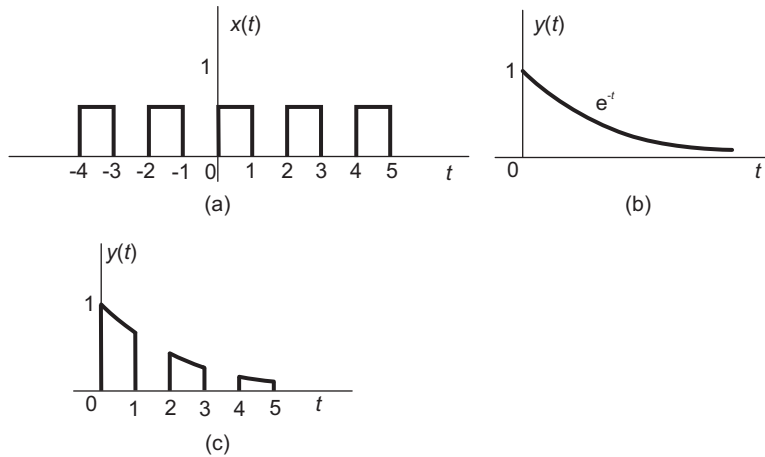 x(t)
1
-4 -3 -2 -1 0 1 2 3 4 5 t
(a)
y(t)
1
e-t
0 t
(b)
y(t)
1
0 1 2 3 4 5 t
(c)